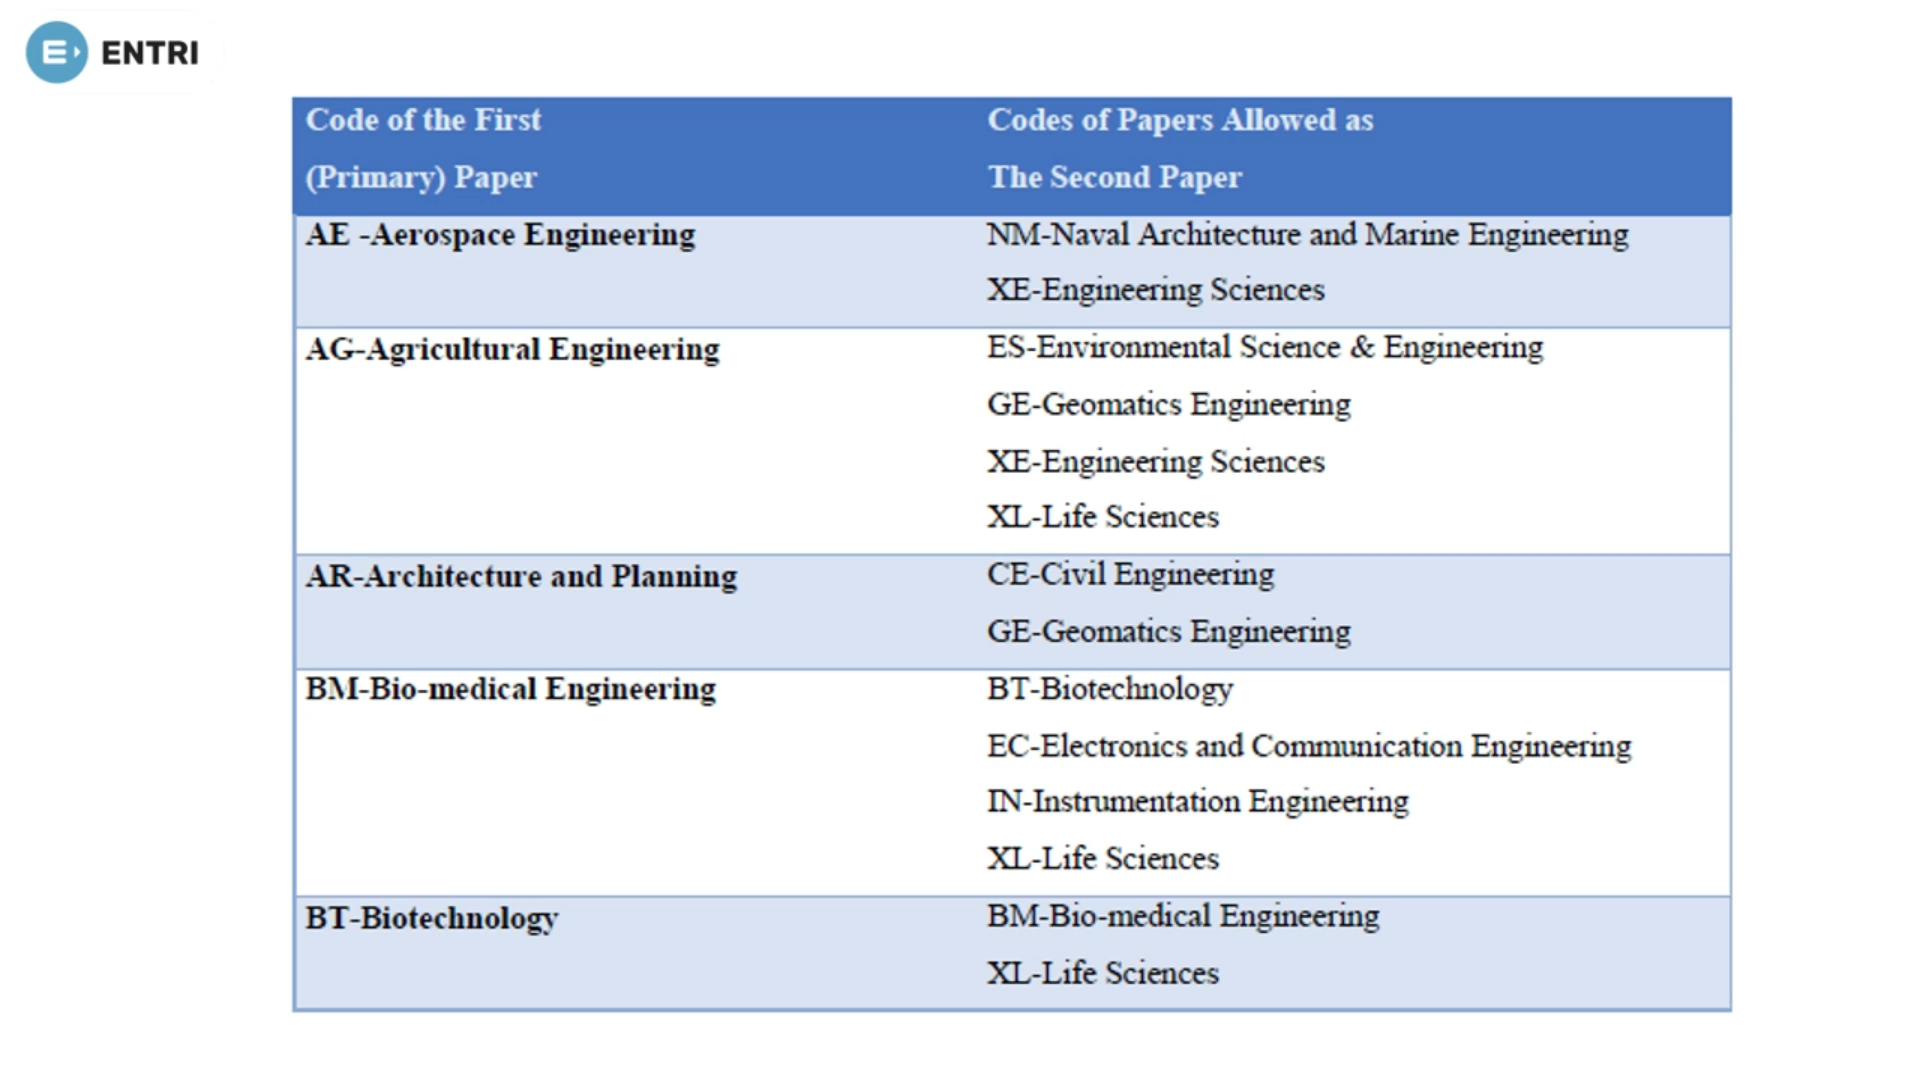 ENTRI
Code of the First
(Primary) Paper
Codes of Papers Allowed as
The Second Paper
AE -Aerospace Engineering
NM-Naval Architecture and Marine Engineering
XE-Engineering Sciences
AG-Agricultural Engineering
ES-Environmental Science & Engineering
GE-Geomatics Engineering
XE-Engineering Sciences
XL-Life Sciences
AR-Architecture and Planning
CE-Civil Engineering
GE-Geomatics Engineering
BM-Bio-medical Engineering
BT-Biotechnology
EC-Electronics and Communication Engineering
IN-Instrumentation Engineering
XL-Life Sciences
BT-Biotechnology
BM-Bio-medical Engineering
XL-Life Sciences